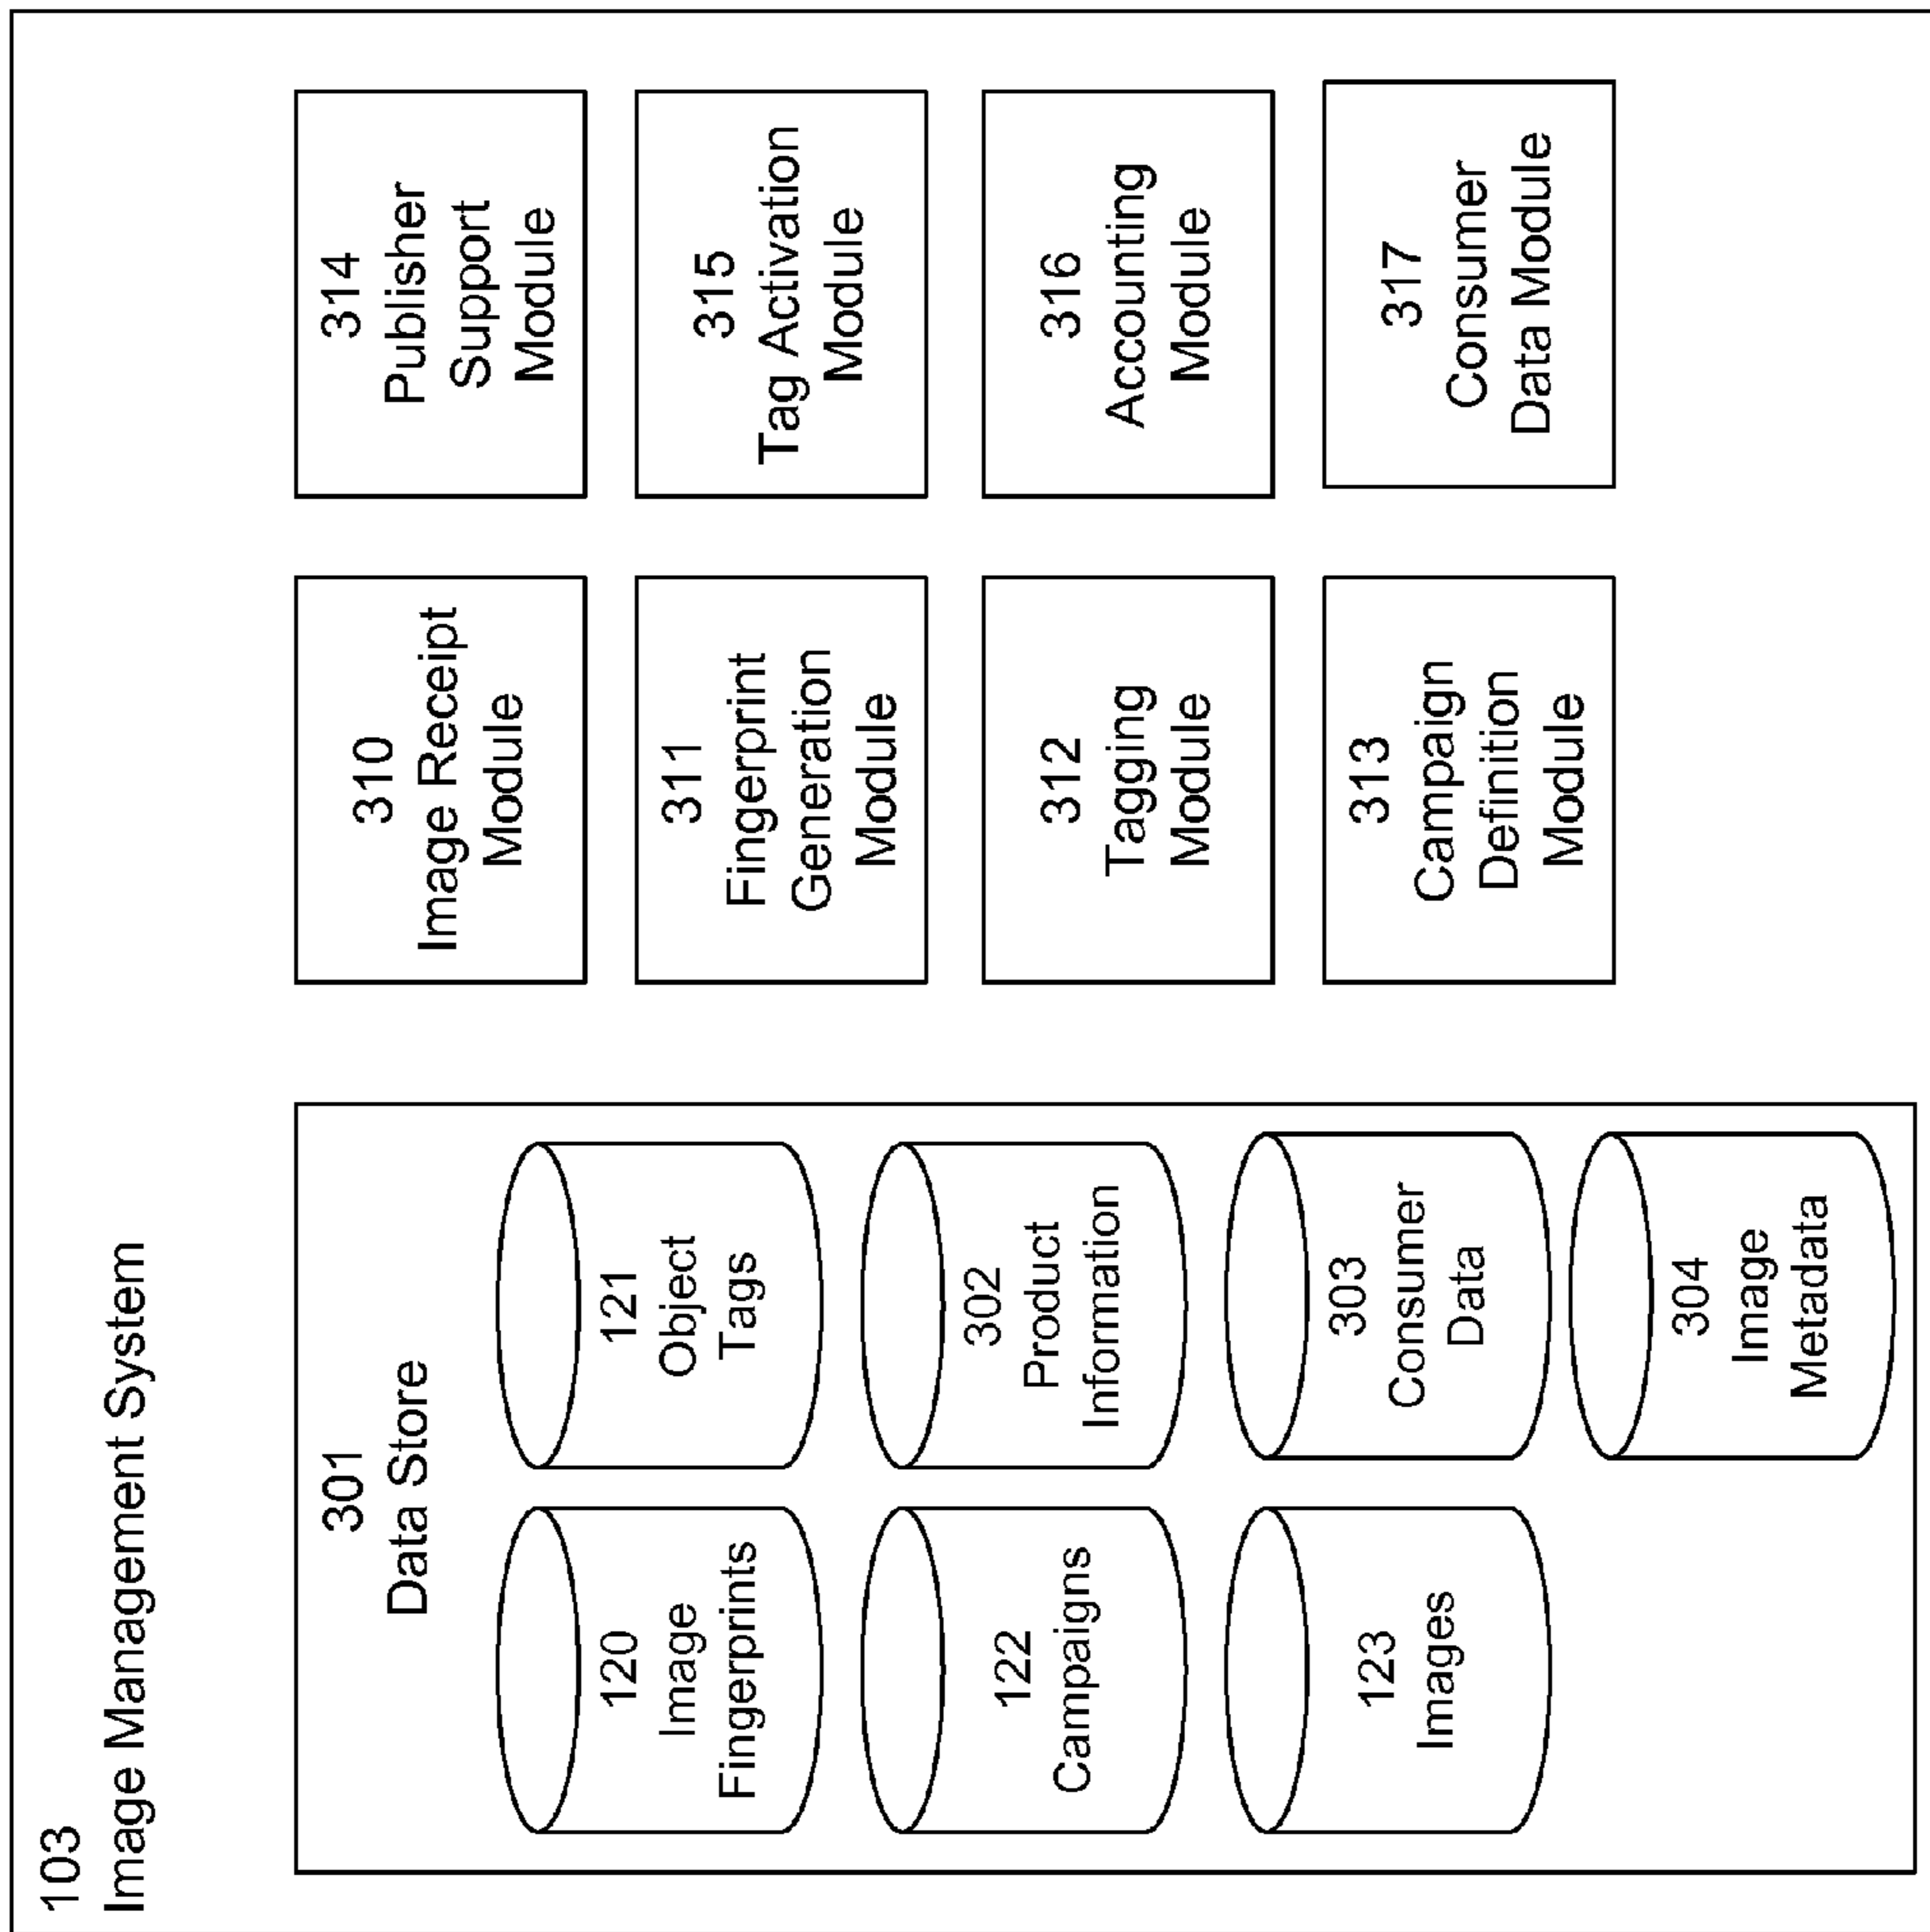 103
Image Management System
301
Data Store
120
Image
Fingerprints
121
Object
Tags
122
Campaigns
302
Product
Information
123
Images
303
Consumer
Data
304
Image
Metadata
310
Image Receipt
Module
311
Fingerprint
Generation
Module
312
Tagging
Module
313
Campaign
Definition
Module
314
Publisher
Support
Module
315
Tag Activation
Module
316
Accounting
Module
317
Consumer
Data Module